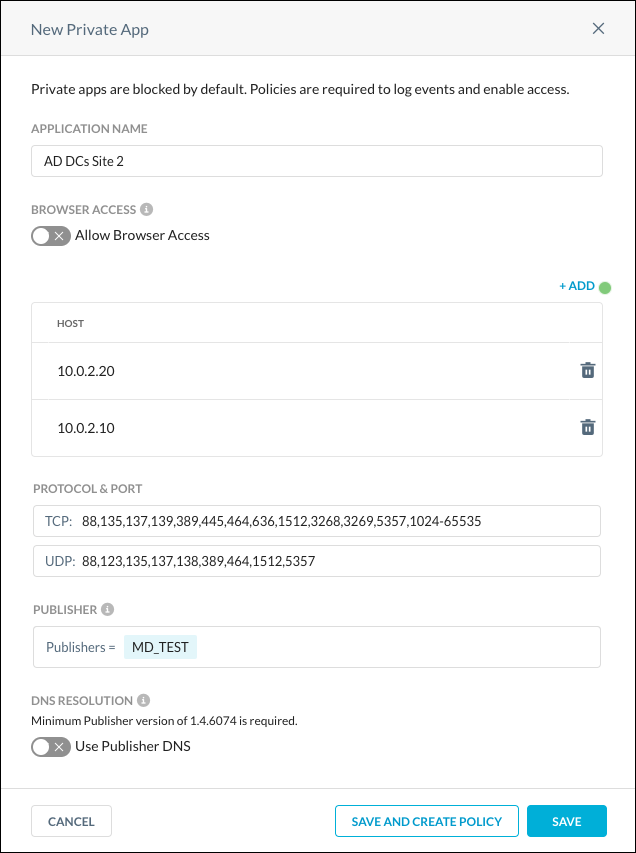 New Private App
Private apps are blocked by default. Policies are required to log events and enable access.
APPLICATION NAME
AD DCs Site 2
BROWSER ACCESS
Allow Browser Access
+ ADD
HOST
10.0.2.20
10.0.2.10
PROTOCOL & PORT
TCP: 88,135,137,139,389,445,464,636,1512,3268,3269,5357,1024-65535
UDP: 88,123,135,137,138,389,464,1512,5357
PUBLISHER
Publishers = MD_TEST
DNS RESOLUTION
Minimum Publisher version of 1.4.6074 is required.
Use Publisher DNS
CANCEL SAVE AND CREATE POLICY SAVE